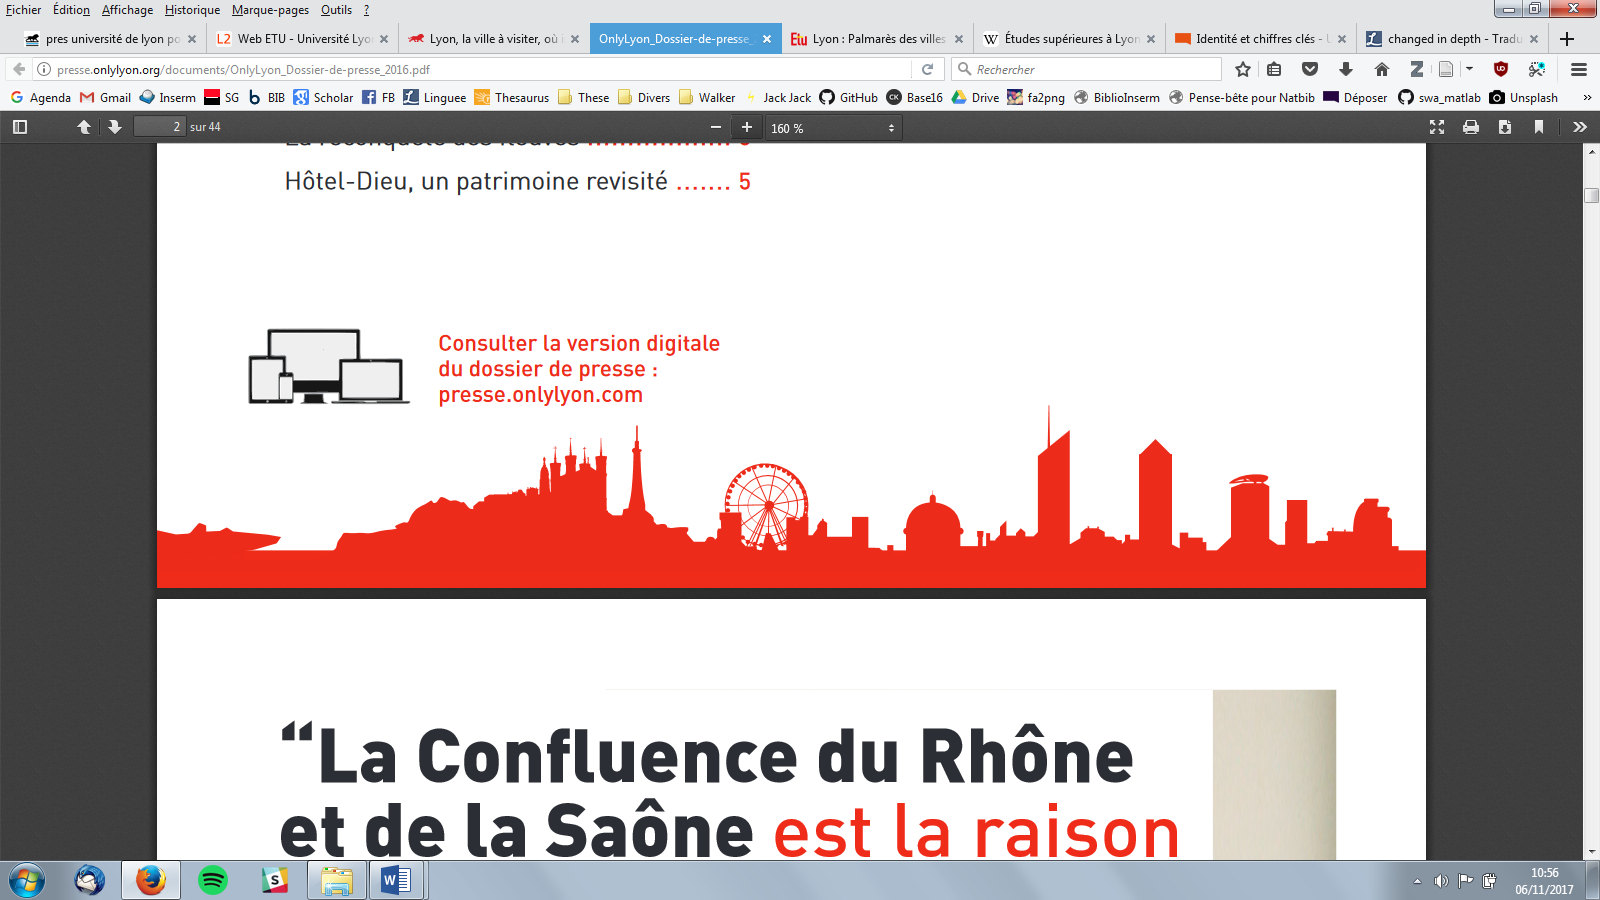 Fichier Édition Affichage Historique Marque-pages Outils ?
pres université de lyon po
Web ETU - Université Lyo
Lyon, la ville à visiter, où
OnlyLyon_Dossier-de-presse_
Lyon : Palmarès des villes
Études supérieures à Lyon
Identité et chiffres clés - U
changed in depth - Tradu
presse.onlylyon.org/documents/OnlyLyon_Dossier-de-presse_2016.pdf
Rechercher
Agenda Gmail Inserm SG BIB Scholar FB Linguee Thesaurus These Divers Walker Jack Jack GitHub Base16 Drive fa2png BiblioInserm Pense-bête pour Natbib Déposer swa_matlab Unsplash »
2 sur 44
160 %
Hôtel-Dieu, un patrimoine revisité ....... 5
Consulter la version digitale
du dossier de presse :
presse.onlylyon.com
“La Confluence du Rhône
et de la Saône est la raison
10:56
06/11/2017